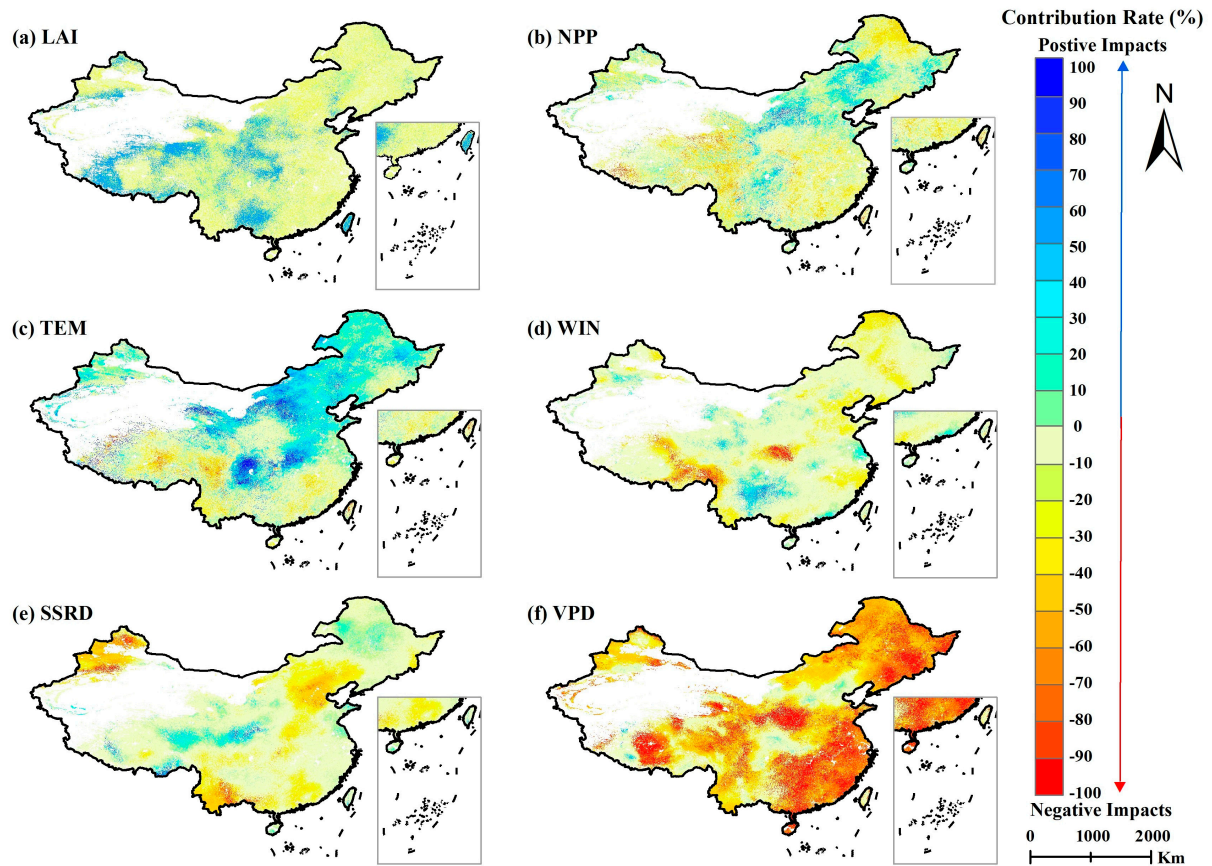 (a) LAI
(b) NPP
Contribution Rate (%)
Postive Impacts
100
90
80
70
60
50
40
30
20
10
0
-10
-20
-30
-40
-50
-60
-70
-80
-90
-100
Negative Impacts
N
(c) TEM
(d) WIN
(e) SSRD
(f) VPD
0 1000 2000
Km